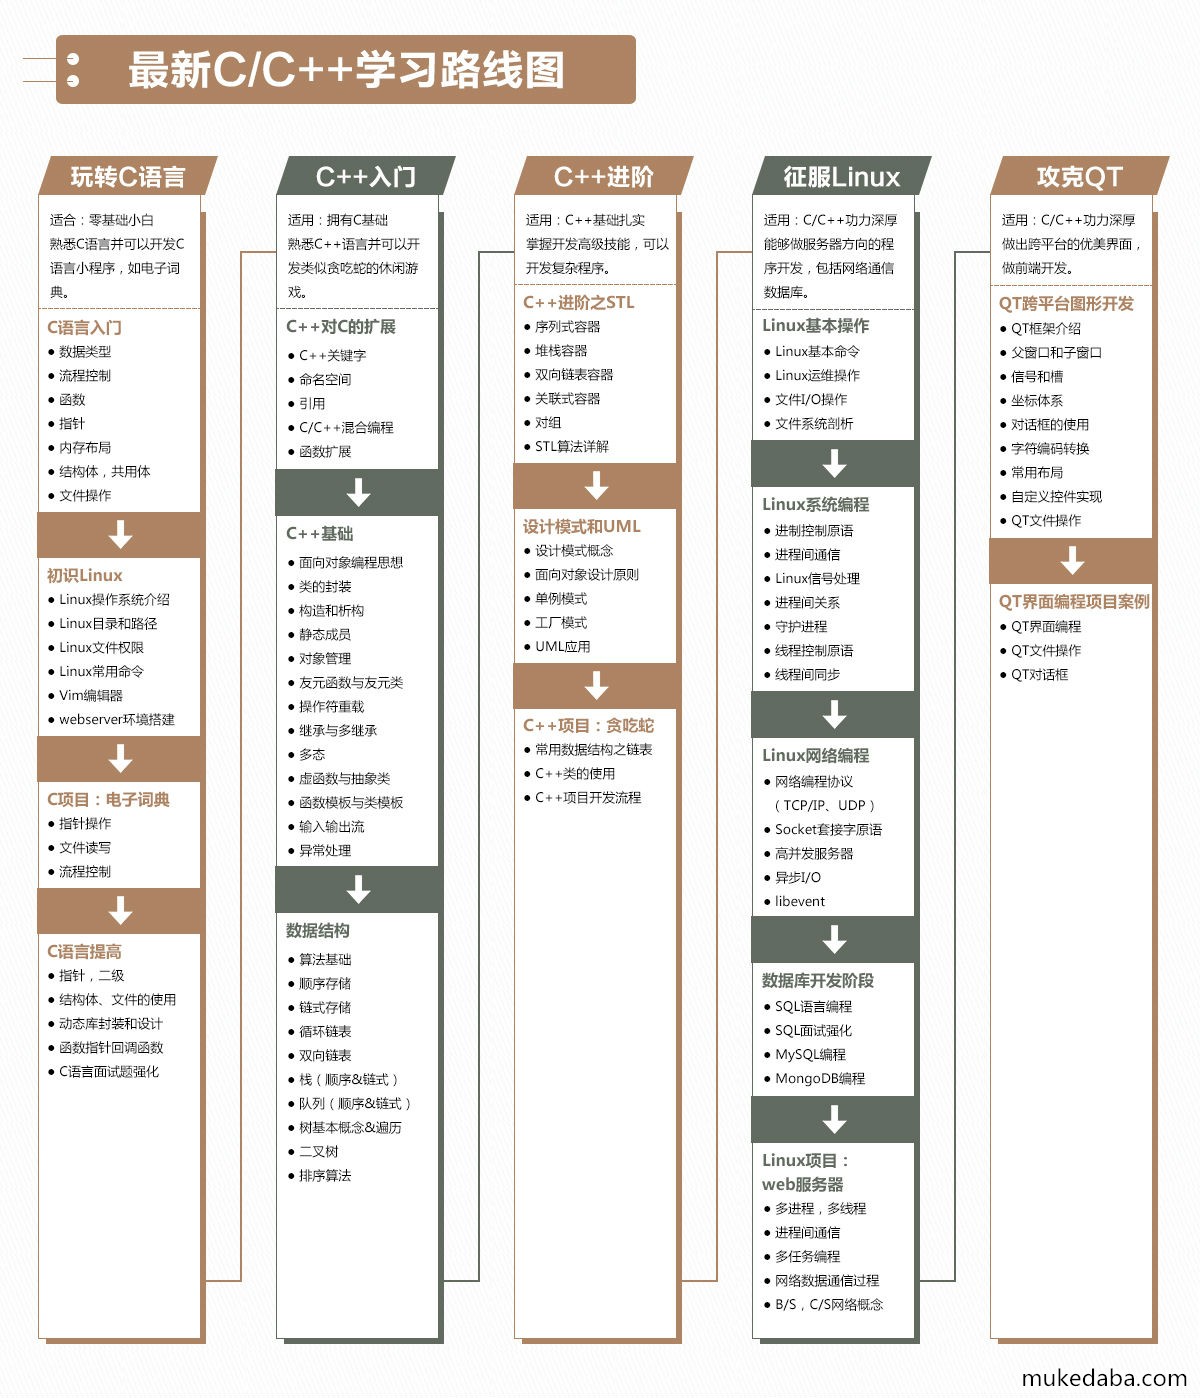 最新C/C++学习路线图
玩转C语言
适合：零基础小白
熟悉C语言并可以开发C
语言小程序，如电子词
典。
C语言入门
● 数据类型
● 流程控制
● 函数
● 指针
● 内存布局
● 结构体，共用体
● 文件操作
初识Linux
● Linux操作系统介绍
● Linux目录和路径
● Linux文件权限
● Linux常用命令
● Vim编辑器
● webserver环境搭建
C项目：电子词典
● 指针操作
● 文件读写
● 流程控制
C语言提高
● 指针，二级
● 结构体、文件的使用
● 动态库封装和设计
● 函数指针回调函数
● C语言面试题强化
C++入门
适用：拥有C基础
熟悉C++语言并可以开
发类似贪吃蛇的休闲游
戏。
C++对C的扩展
● C++关键字
● 命名空间
● 引用
● C/C++混合编程
● 函数扩展
C++基础
● 面向对象编程思想
● 类的封装
● 构造和析构
● 静态成员
● 对象管理
● 友元函数与友元类
● 操作符重载
● 继承与多继承
● 多态
● 虚函数与抽象类
● 函数模板与类模板
● 输入输出流
● 异常处理
数据结构
● 算法基础
● 顺序存储
● 链式存储
● 循环链表
● 双向链表
● 栈（顺序&链式）
● 队列（顺序&链式）
● 树基本概念&遍历
● 二叉树
● 排序算法
C++进阶
适用：C++基础扎实
掌握开发高级技能，可以
开发复杂程序。
C++进阶之STL
● 序列式容器
● 堆栈容器
● 双向链表容器
● 关联式容器
● 对组
● STL算法详解
设计模式和UML
● 设计模式概念
● 面向对象设计原则
● 单例模式
● 工厂模式
● UML应用
C++项目：贪吃蛇
● 常用数据结构之链表
● C++类的使用
● C++项目开发流程
征服Linux
适用：C/C++功力深厚
能够做服务器方向的程
序开发，包括网络通信
数据库。
Linux基本操作
● Linux基本命令
● Linux运维操作
● 文件I/O操作
● 文件系统剖析
Linux系统编程
● 进制控制原语
● 进程间通信
● Linux信号处理
● 进程间关系
● 守护进程
● 线程控制原语
● 线程间同步
Linux网络编程
● 网络编程协议
（TCP/IP、UDP）
● Socket套接字原语
● 高并发服务器
● 异步I/O
● libevent
数据库开发阶段
● SQL语言编程
● SQL面试强化
● MySQL编程
● MongoDB编程
Linux项目：
web服务器
● 多进程，多线程
● 进程间通信
● 多任务编程
● 网络数据通信过程
● B/S，C/S网络概念
攻克QT
适用：C/C++功力深厚
做出跨平台的优美界面，
做前端开发。
QT跨平台图形开发
● QT框架介绍
● 父窗口和子窗口
● 信号和槽
● 坐标体系
● 对话框的使用
● 字符编码转换
● 常用布局
● 自定义控件实现
● QT文件操作
QT界面编程项目案例
● QT界面编程
● QT文件操作
● QT对话框
mukedaba.com